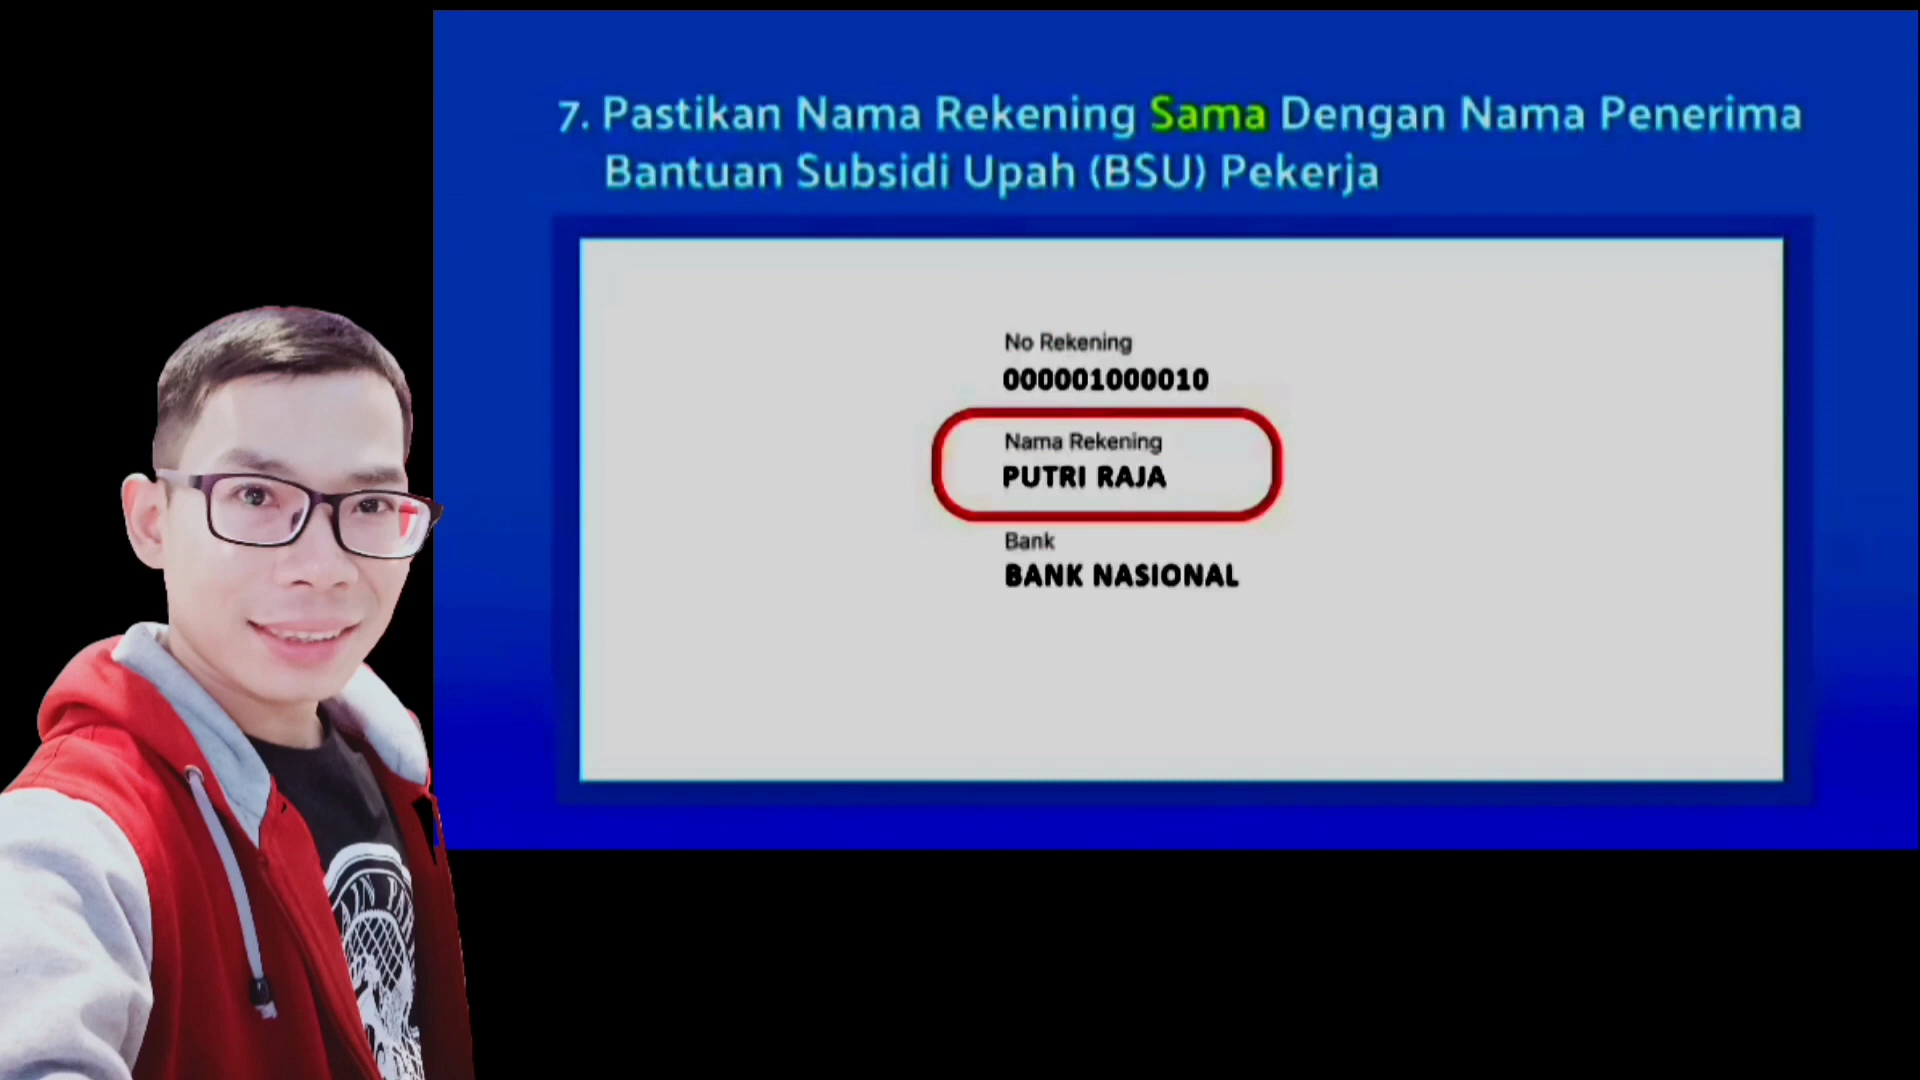 7. Pastikan Nama Rekening Sama Dengan Nama Penerima
Bantuan Subsidi Upah (BSU) Pekerja
No Rekening
000001000010
Nama Rekening
PUTRI RAJA
Bank
BANK NASIONAL